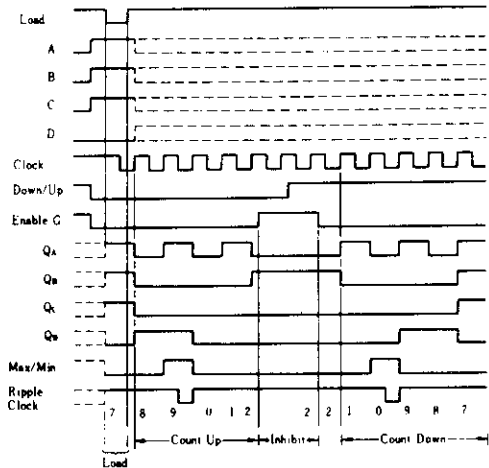 Load
A
B
C
D
Clock
Down/Up
Enable G
QA
QB
QC
QD
Max/Min
Ripple
Clock
7 8 9 0 1 2 2 2 1 0 9 8 7
Count Up Inhibit Count Down
Load